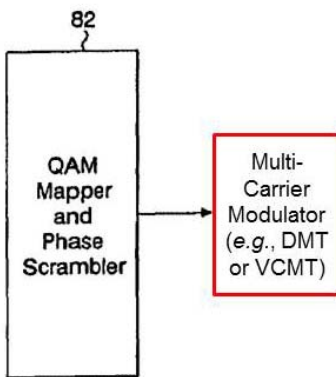 82
QAM
Mapper
and
Phase
Scrambler
Multi-
Carrier
Modulator
(e.g., DMT
or VCMT)